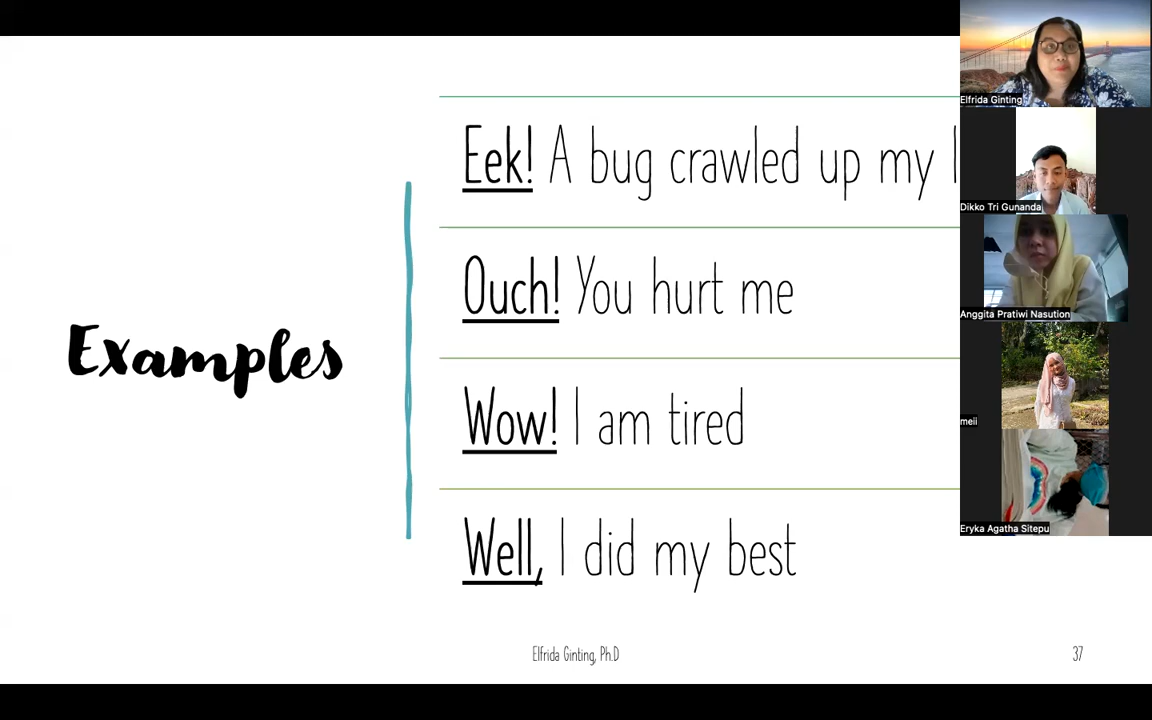 Examples
Eek! A bug crawled up my
Ouch! You hurt me
Wow! I am tired
Well, I did my best
Elfrida Ginting, Ph.D
37
Elfrida Ginting
Dikko Tri Gunanda
Anggita Pratiwi Nasution
meii
Eryka Agatha Sitepu